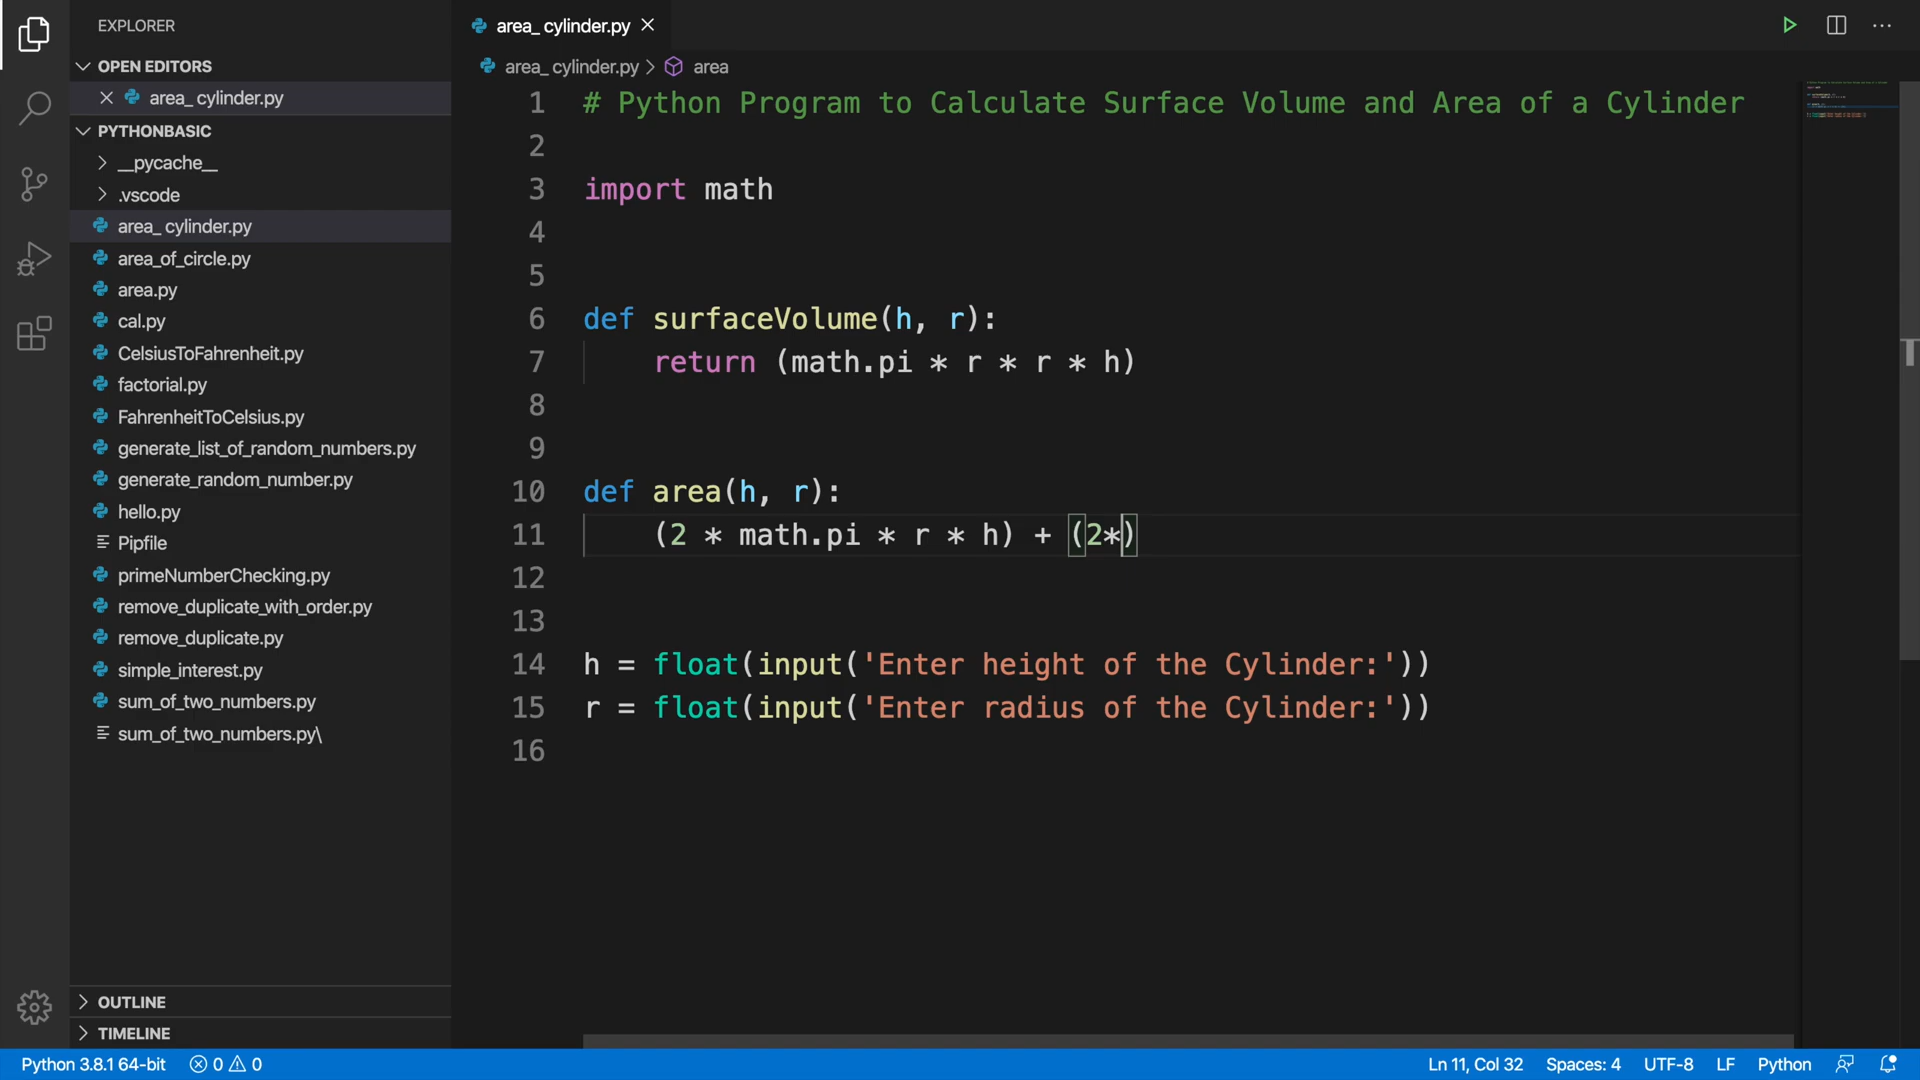 EXPLORER
OPEN EDITORS
area_ cylinder.py
PYTHONBASIC
__pycache__
.vscode
area_ cylinder.py
area_of_circle.py
area.py
cal.py
CelsiusToFahrenheit.py
factorial.py
FahrenheitToCelsius.py
generate_list_of_random_numbers.py
generate_random_number.py
hello.py
Pipfile
primeNumberChecking.py
remove_duplicate_with_order.py
remove_duplicate.py
simple_interest.py
sum_of_two_numbers.py
sum_of_two_numbers.py\
OUTLINE
TIMELINE
area_ cylinder.py
area_ cylinder.py > area
1 # Python Program to Calculate Surface Volume and Area of a Cylinder
2
3 import math
4
5
6 def surfaceVolume(h, r):
7     return (math.pi * r * r * h)
8
9
10 def area(h, r):
11     (2 * math.pi * r * h) + (2*)
12
13
14 h = float(input('Enter height of the Cylinder:'))
15 r = float(input('Enter radius of the Cylinder:'))
16
Python 3.8.1 64-bit 0 0 Ln 11, Col 32 Spaces: 4 UTF-8 LF Python